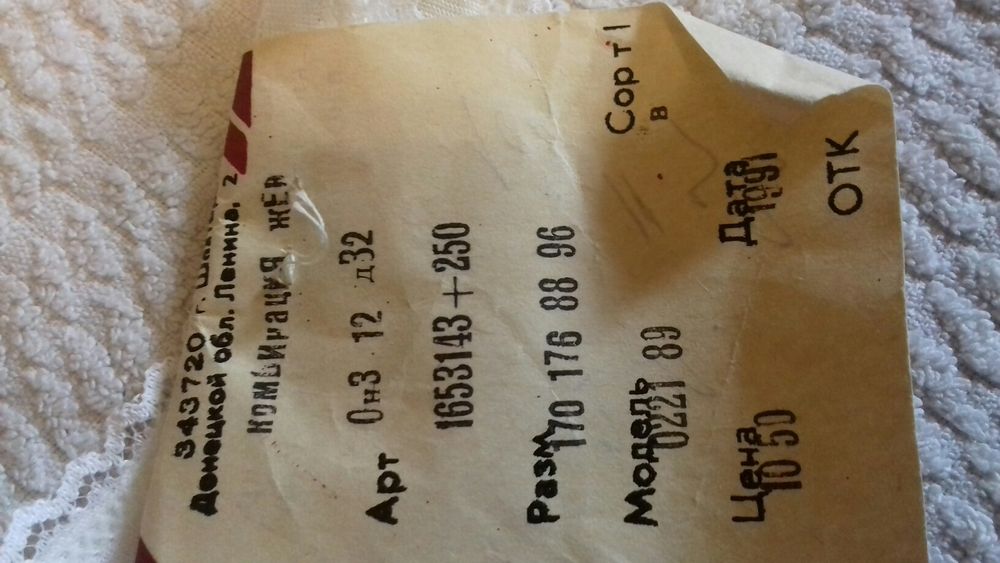 343720 г.
Донецкой обл. Ленина, 2
КОМБИНАЦИЯ ЖЕН
Арт 0н3 12 д32
1653143+250
Сорт I
в
Разм 170 176 88 96
Модель 0221 89
Дата 1991
Цена 10 50
ОТК